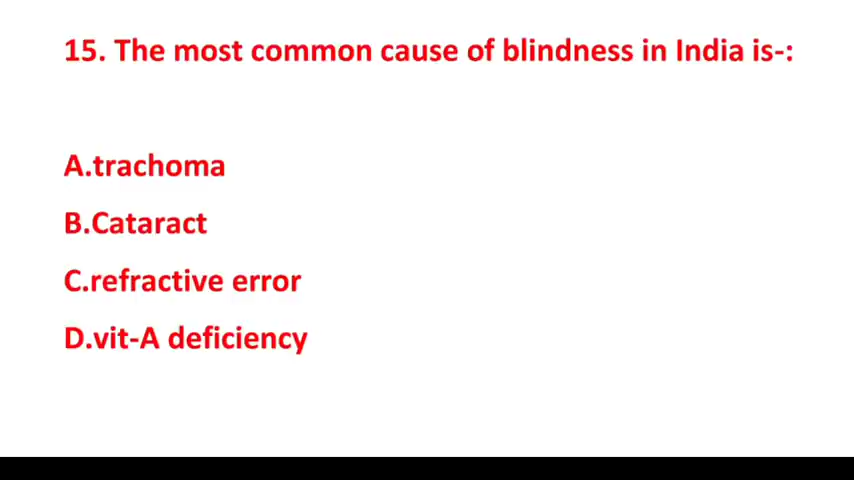 15. The most common cause of blindness in India is-:
A.trachoma
B.Cataract
C.refractive error
D.vit-A deficiency